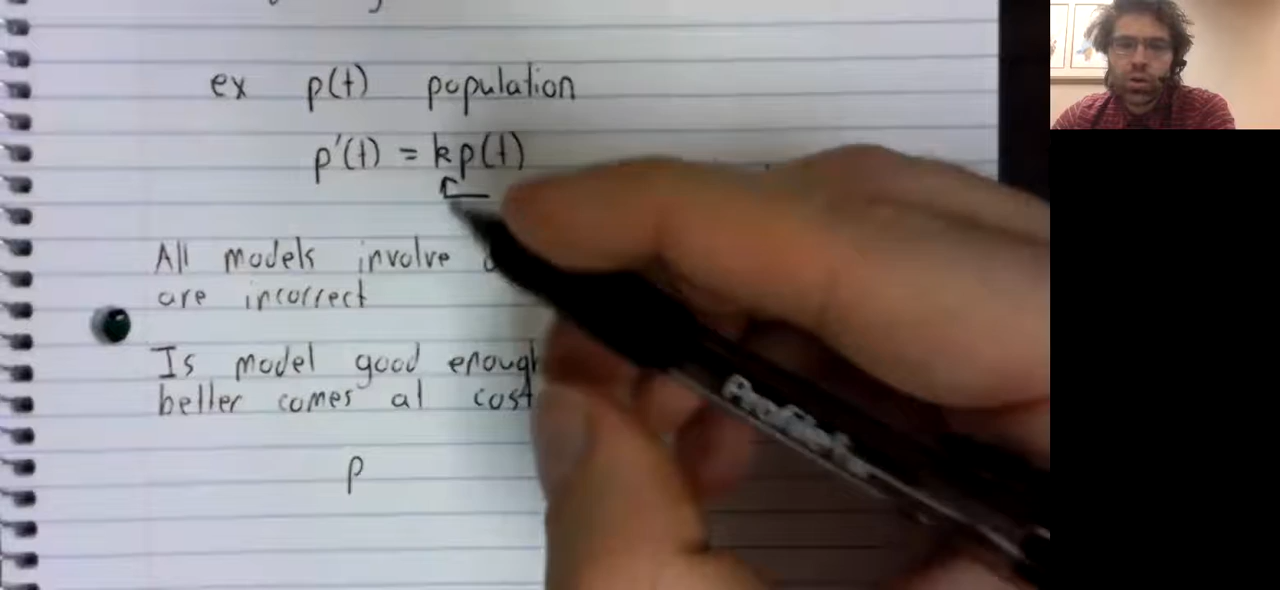 ex p(t) population
p'(t) = kp(t)
All models involve
are incorrect
Is model good enough
better comes at cost
p